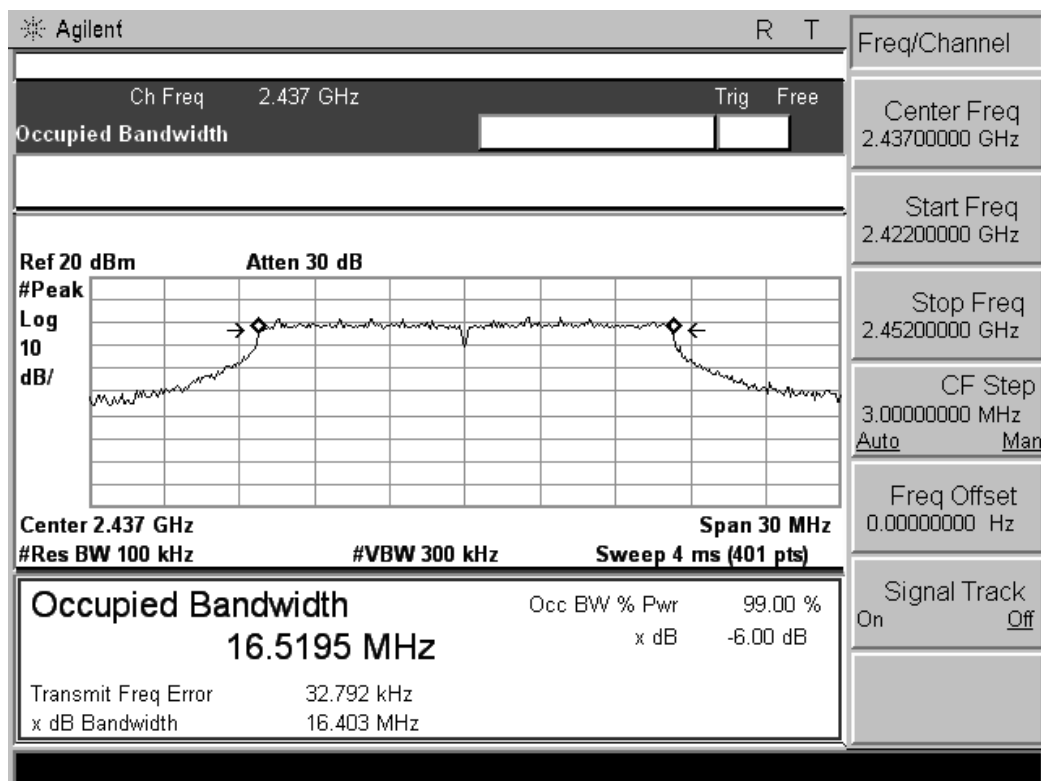 Agilent R T
Freq/Channel
Ch Freq 2.437 GHz Trig Free
Occupied Bandwidth
Center Freq
2.43700000 GHz
Start Freq
2.42200000 GHz
Stop Freq
2.45200000 GHz
CF Step
3.00000000 MHz
Auto Man
Freq Offset
0.00000000 Hz
Signal Track
On Off
Ref 20 dBm Atten 30 dB
#Peak
Log
10
dB/
Center 2.437 GHz Span 30 MHz
#Res BW 100 kHz #VBW 300 kHz Sweep 4 ms (401 pts)
Occupied Bandwidth Occ BW % Pwr 99.00 %
16.5195 MHz x dB -6.00 dB
Transmit Freq Error 32.792 kHz
x dB Bandwidth 16.403 MHz